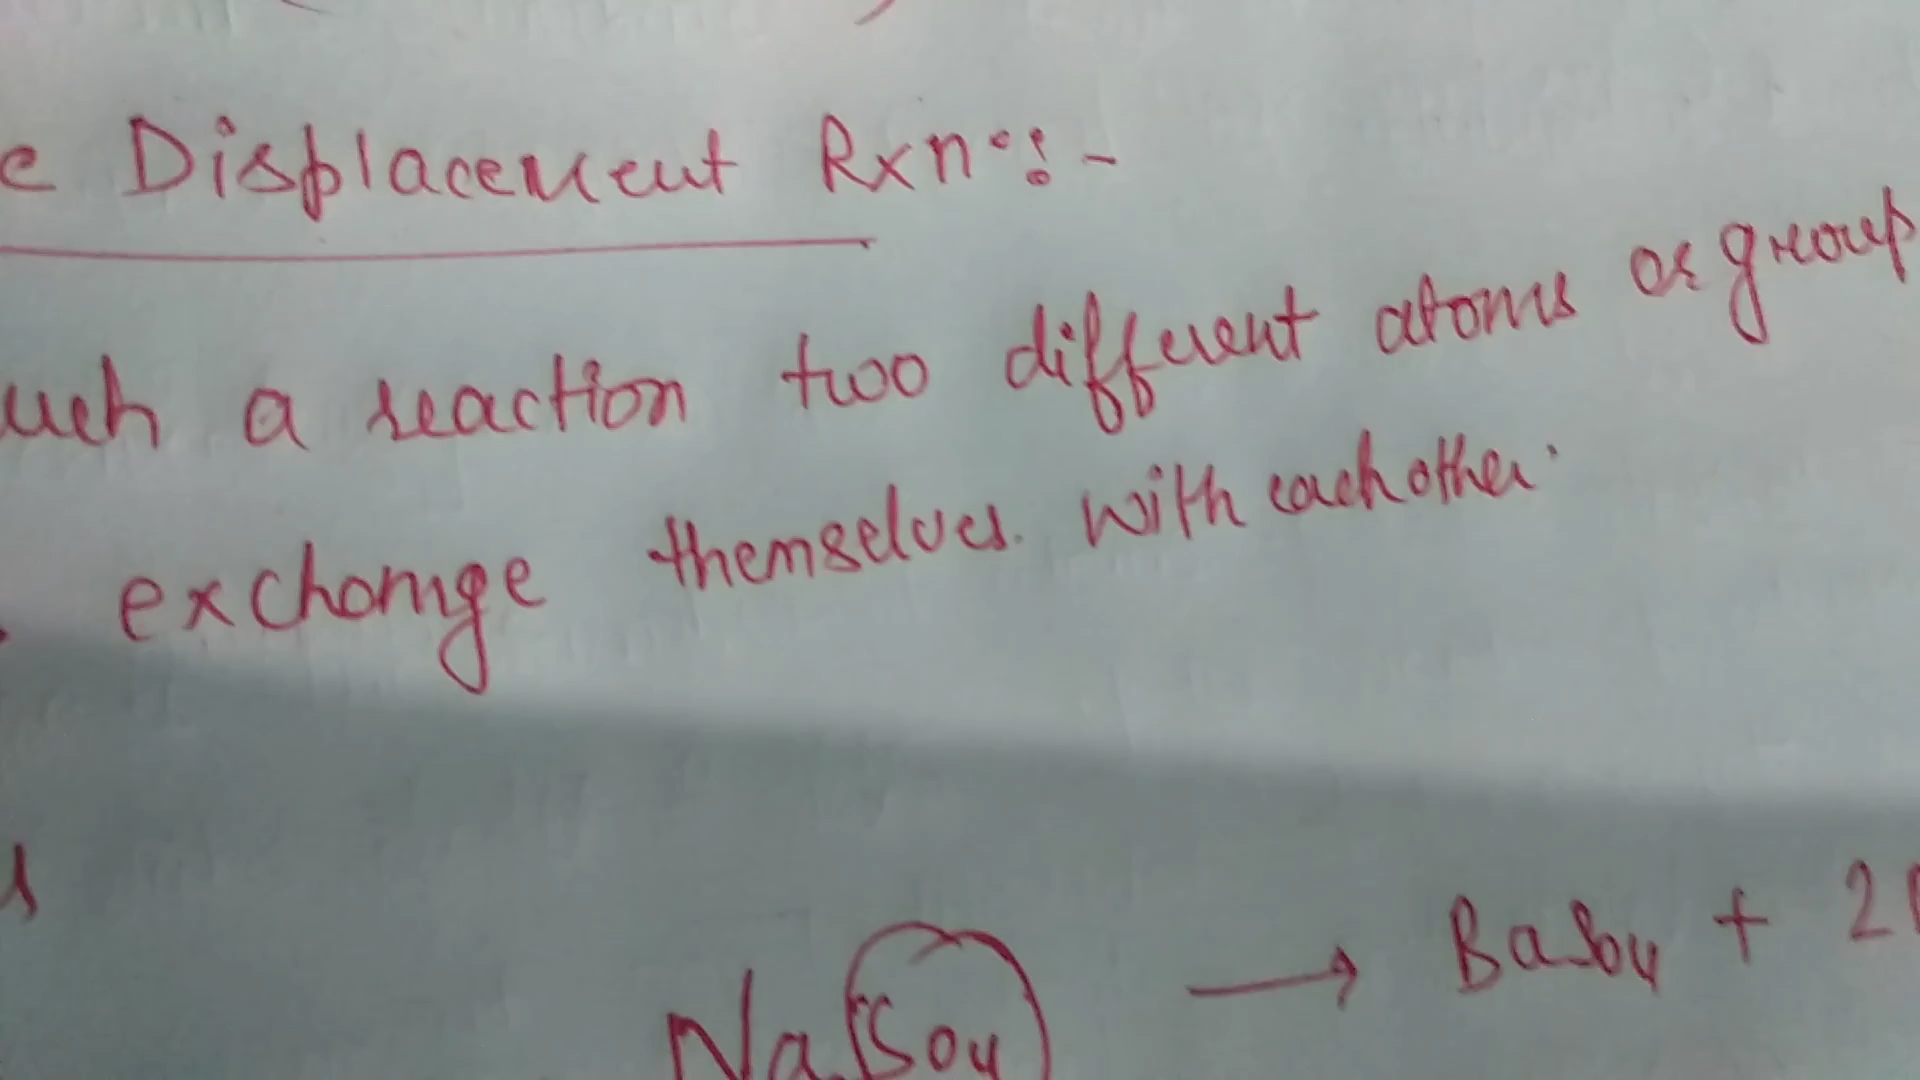 e Displacement Rxn:-
uch a reaction two different atoms or group
exchange themselves with each other.
s
Na SO4 → BaSO4 + 2